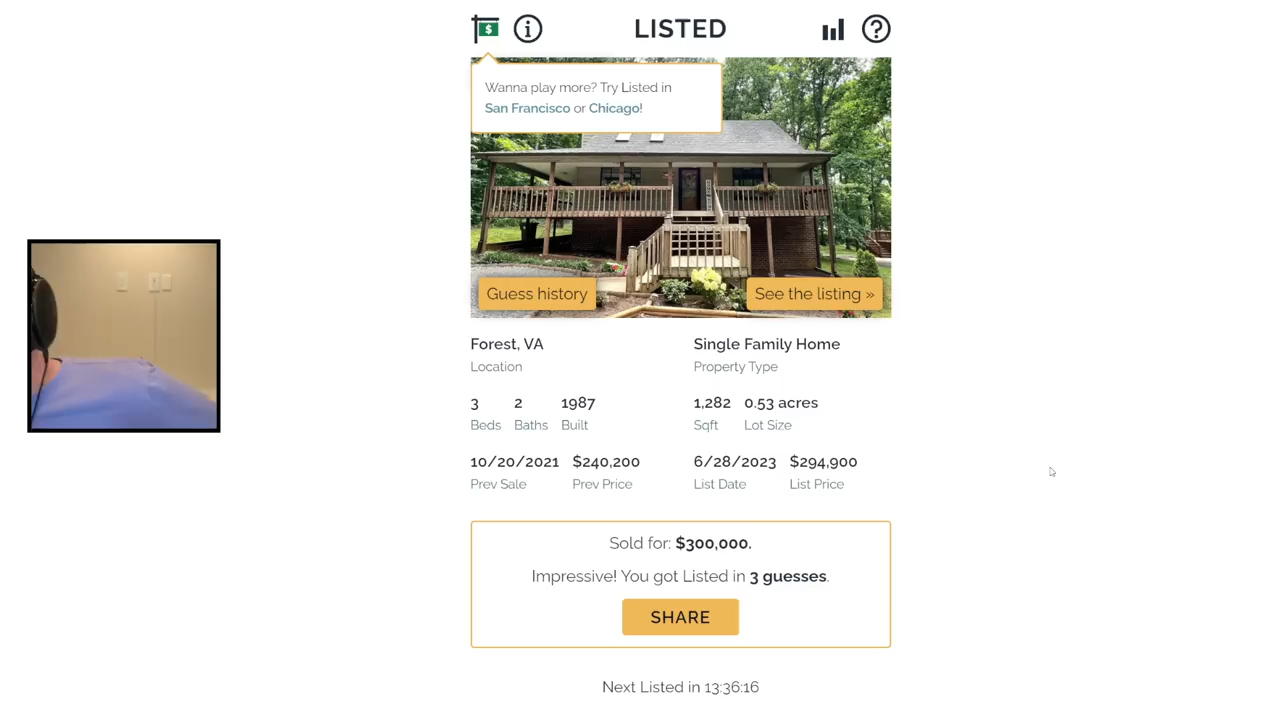 LISTED
Wanna play more? Try Listed in
San Francisco or Chicago!
Guess history
See the listing »
Forest, VA
Location
Single Family Home
Property Type
3 2 1987
Beds Baths Built
1,282 0.53 acres
Sqft Lot Size
10/20/2021 $240,200
Prev Sale Prev Price
6/28/2023 $294,900
List Date List Price
Sold for: $300,000.
Impressive! You got Listed in 3 guesses.
SHARE
Next Listed in 13:36:16